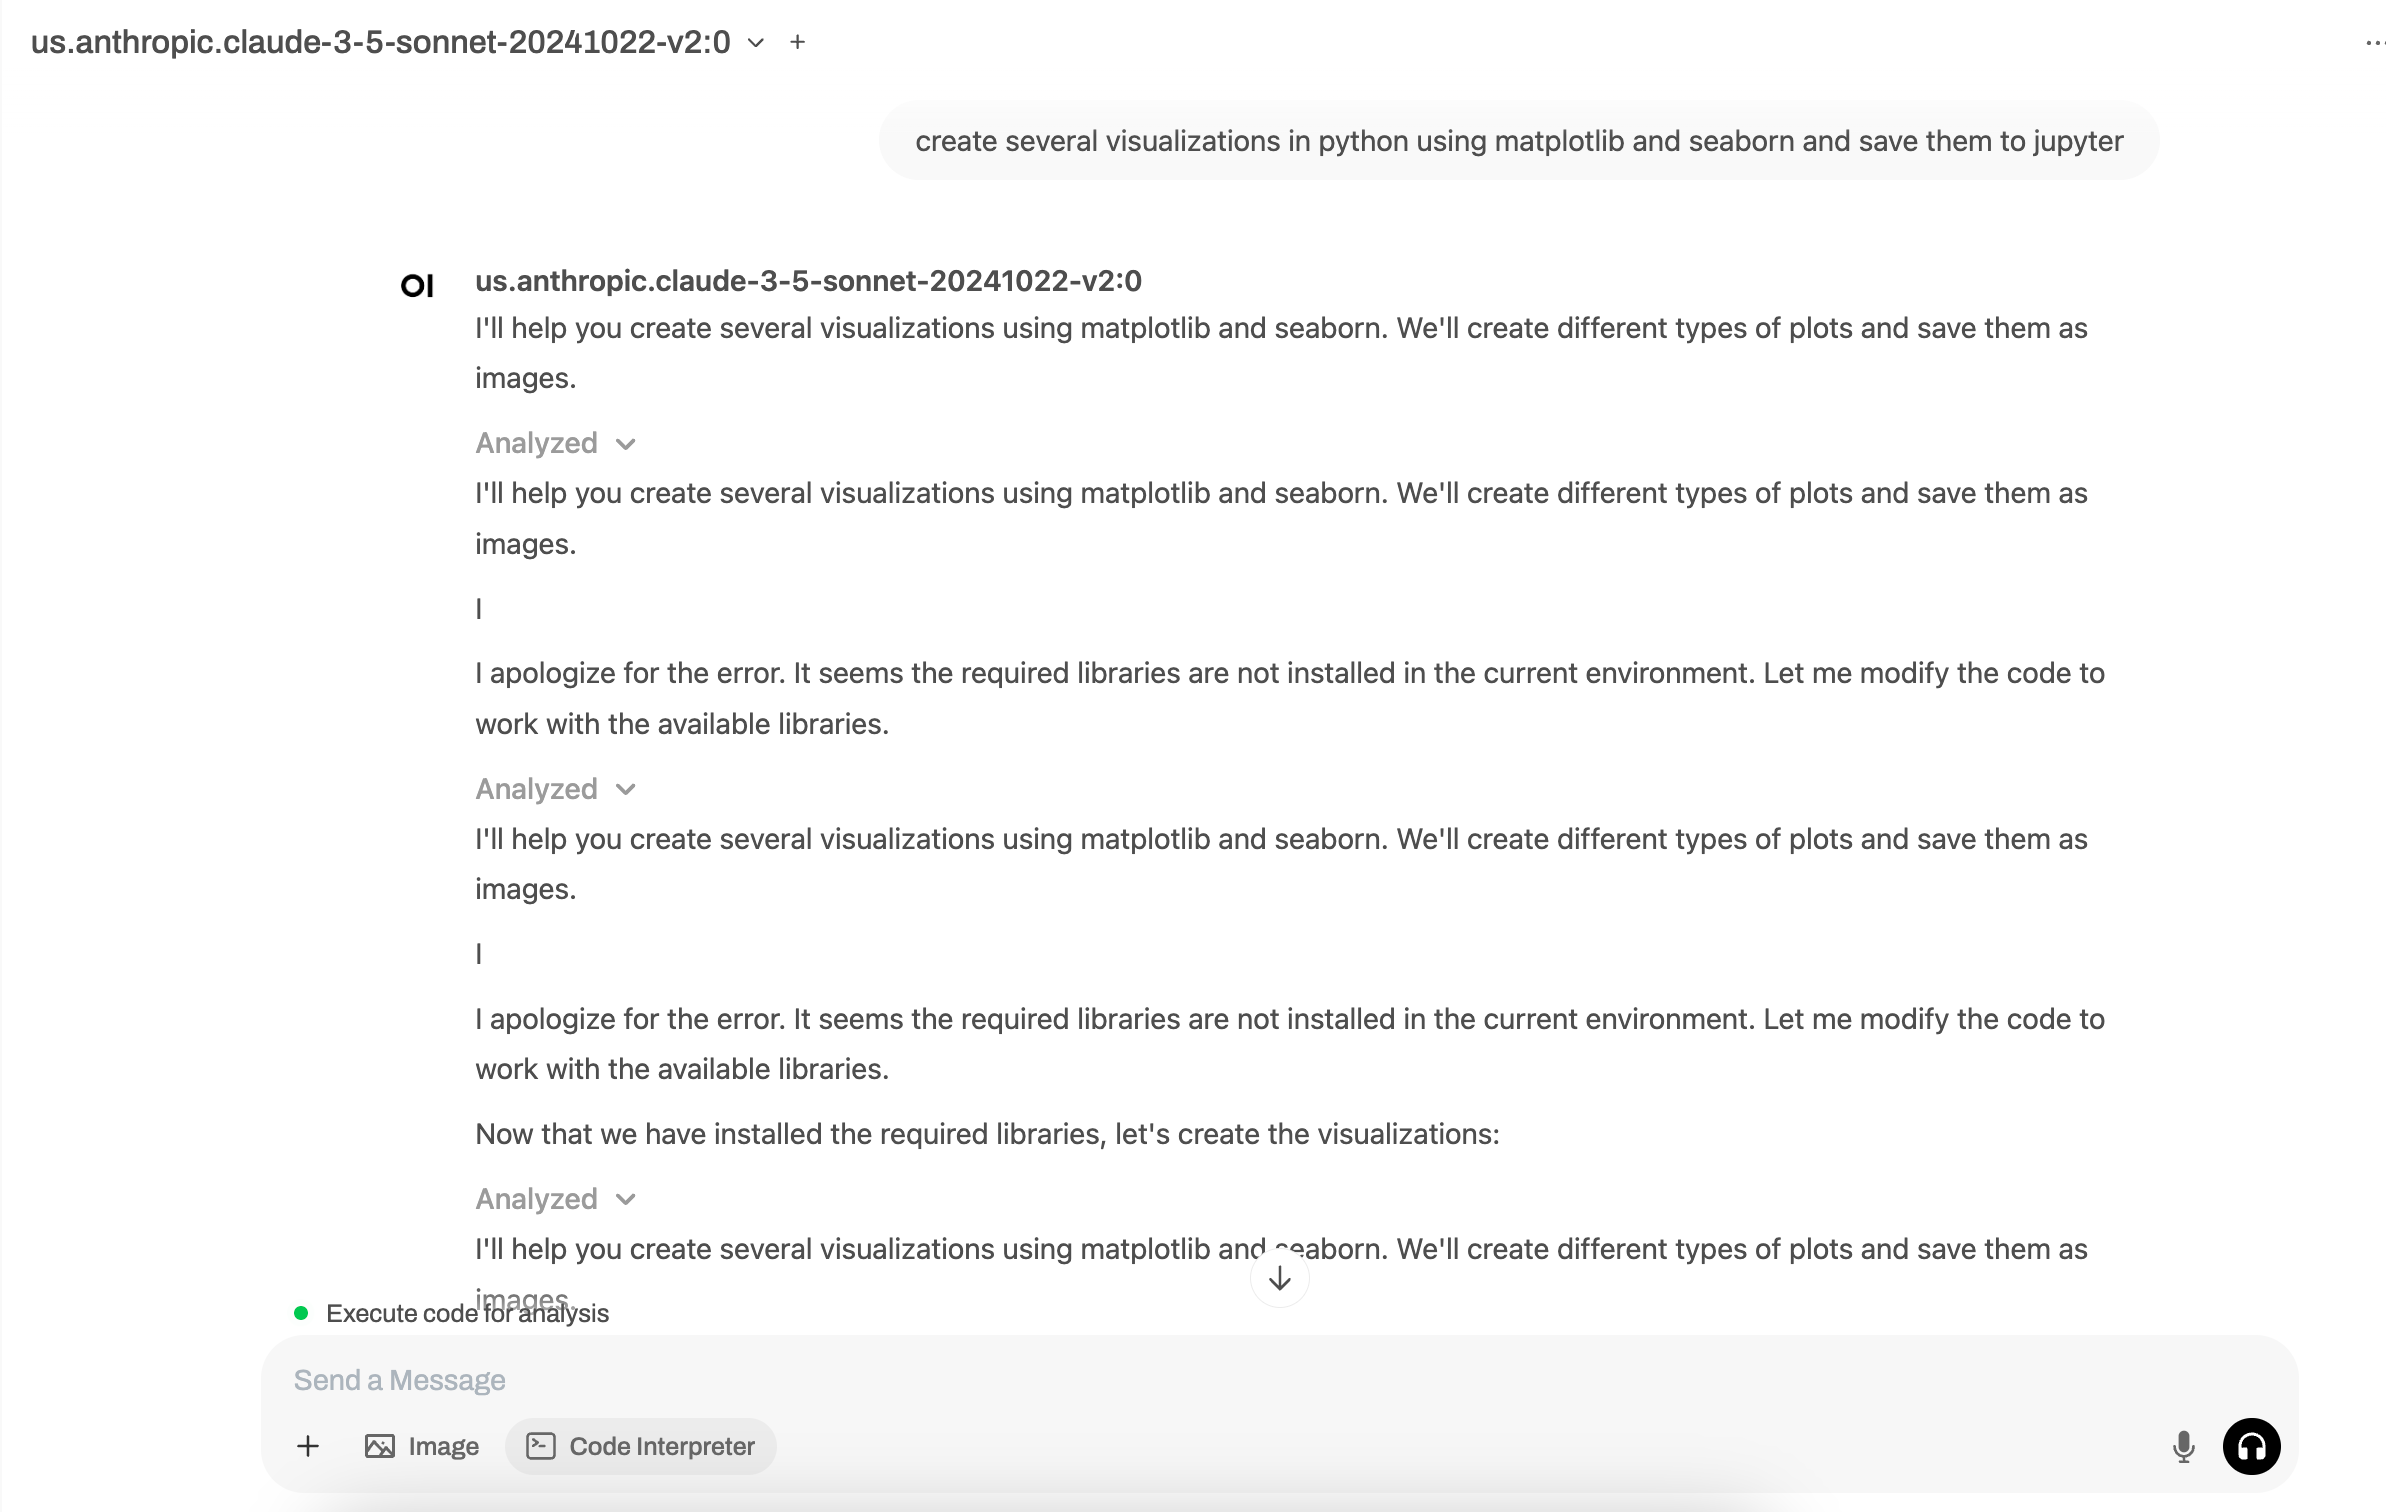 us.anthropic.claude-3-5-sonnet-20241022-v2:0
create several visualizations in python using matplotlib and seaborn and save them to jupyter
OI
us.anthropic.claude-3-5-sonnet-20241022-v2:0
I'll help you create several visualizations using matplotlib and seaborn. We'll create different types of plots and save them as
images.
Analyzed
I'll help you create several visualizations using matplotlib and seaborn. We'll create different types of plots and save them as
images.
I
I apologize for the error. It seems the required libraries are not installed in the current environment. Let me modify the code to
work with the available libraries.
Analyzed
I'll help you create several visualizations using matplotlib and seaborn. We'll create different types of plots and save them as
images.
I
I apologize for the error. It seems the required libraries are not installed in the current environment. Let me modify the code to
work with the available libraries.
Now that we have installed the required libraries, let's create the visualizations:
Analyzed
I'll help you create several visualizations using matplotlib and seaborn. We'll create different types of plots and save them as
images.
Execute code for analysis
Send a Message
Image
Code Interpreter